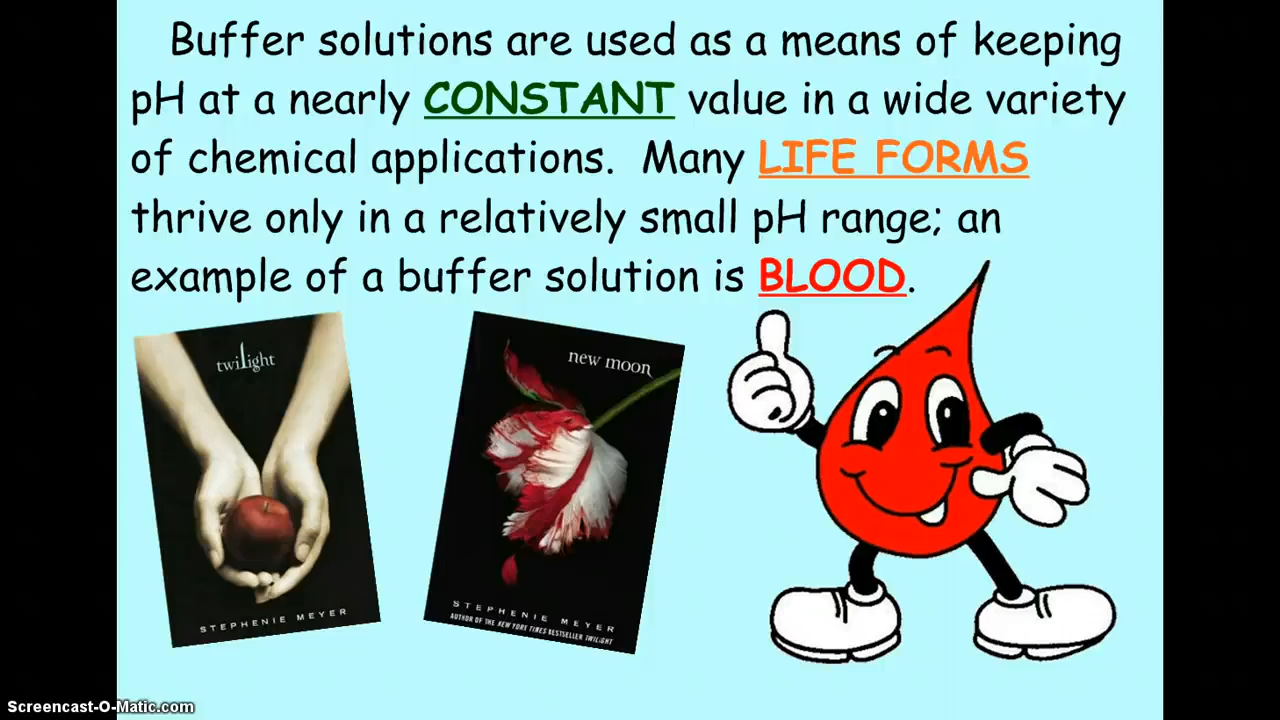 Buffer solutions are used as a means of keeping
pH at a nearly CONSTANT value in a wide variety
of chemical applications. Many LIFE FORMS
thrive only in a relatively small pH range; an
example of a buffer solution is BLOOD.
twilight
STEPHENIE MEYER
new moon
STEPHENIE MEYER
AUTHOR OF THE NEW YORK TIMES BESTSELLER TWILIGHT
Screencast-O-Matic.com